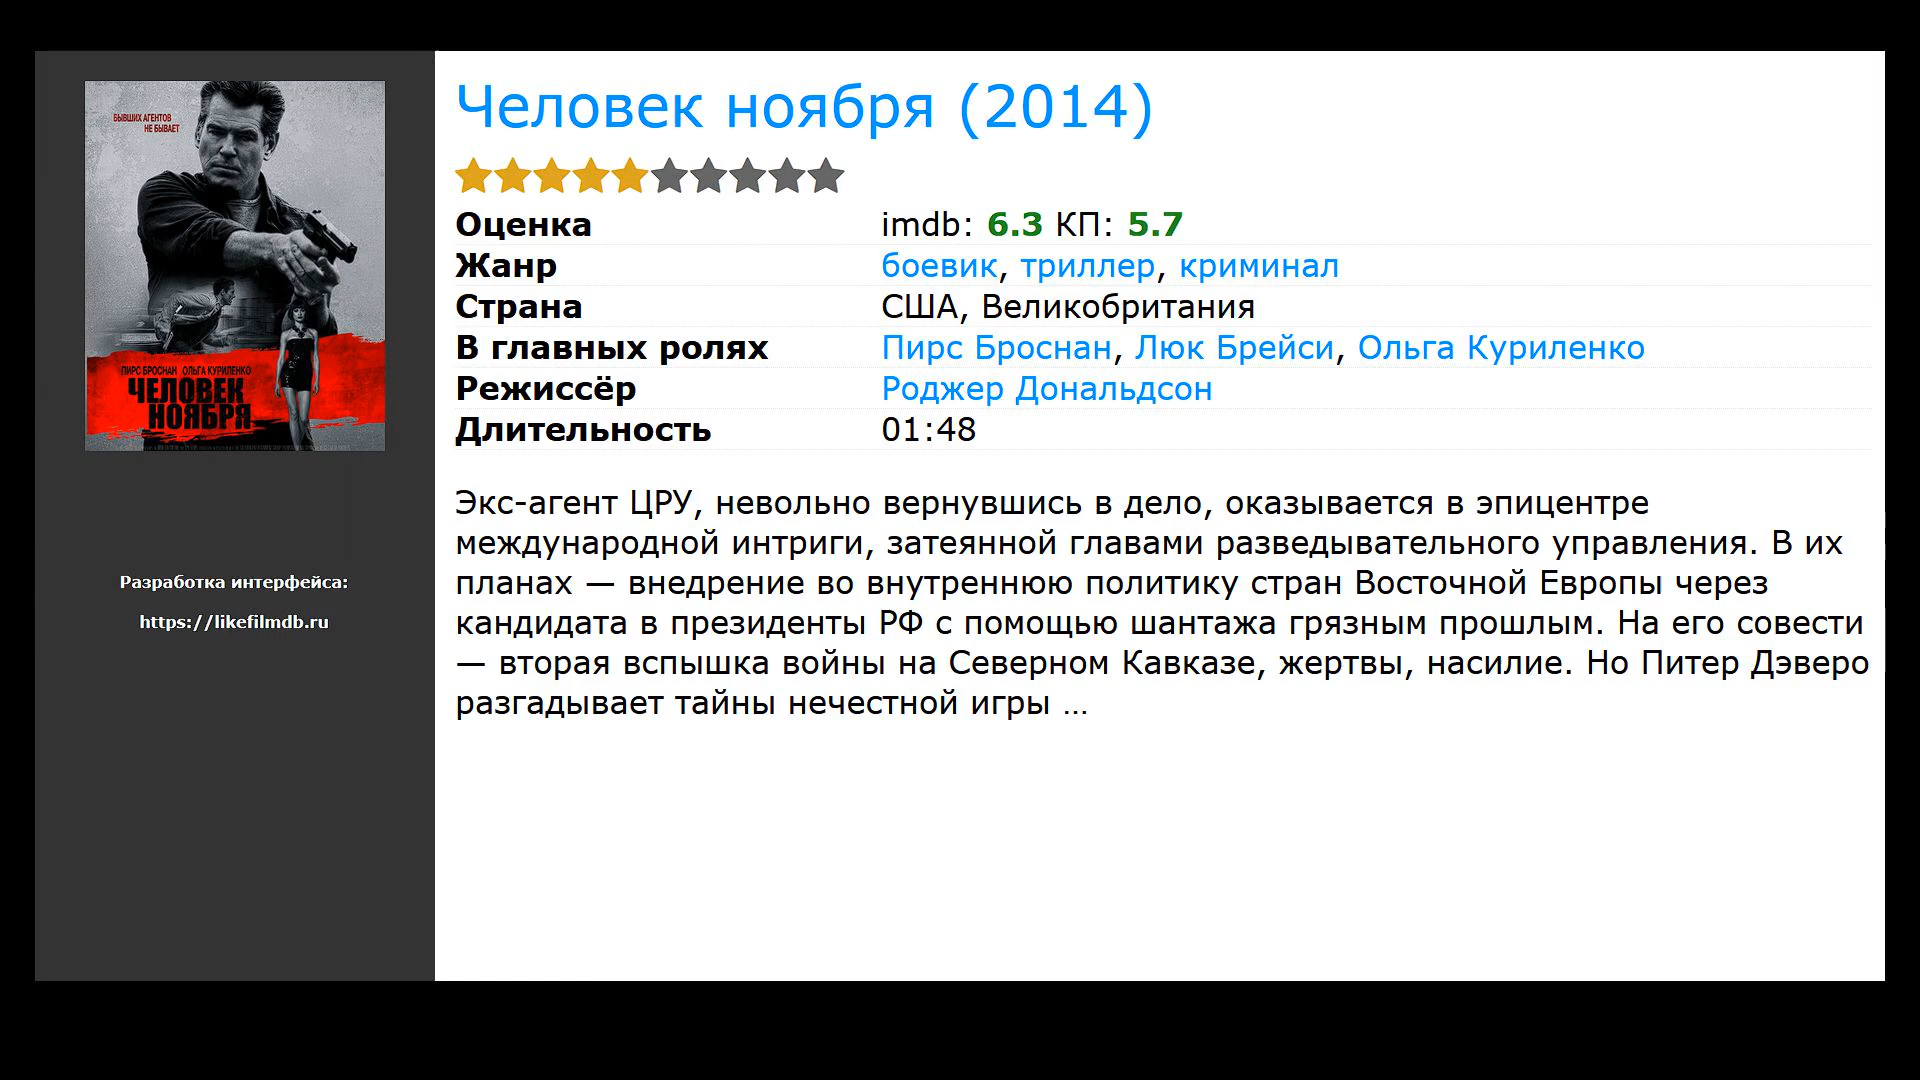 БЫВШИХ АГЕНТОВ
НЕ БЫВАЕТ
ПИРС БРОСНАН ОЛЬГА КУРИЛЕНКО
ЧЕЛОВЕК
НОЯБРЯ
Разработка интерфейса:
https://likefilmdb.ru
Человек ноября (2014)
Оценка imdb: 6.3 КП: 5.7
Жанр боевик, триллер, криминал
Страна США, Великобритания
В главных ролях Пирс Броснан, Люк Брейси, Ольга Куриленко
Режиссёр Роджер Дональдсон
Длительность 01:48
Экс-агент ЦРУ, невольно вернувшись в дело, оказывается в эпицентре
международной интриги, затеянной главами разведывательного управления. В их
планах — внедрение во внутреннюю политику стран Восточной Европы через
кандидата в президенты РФ с помощью шантажа грязным прошлым. На его совести
— вторая вспышка войны на Северном Кавказе, жертвы, насилие. Но Питер Дэверо
разгадывает тайны нечестной игры ...